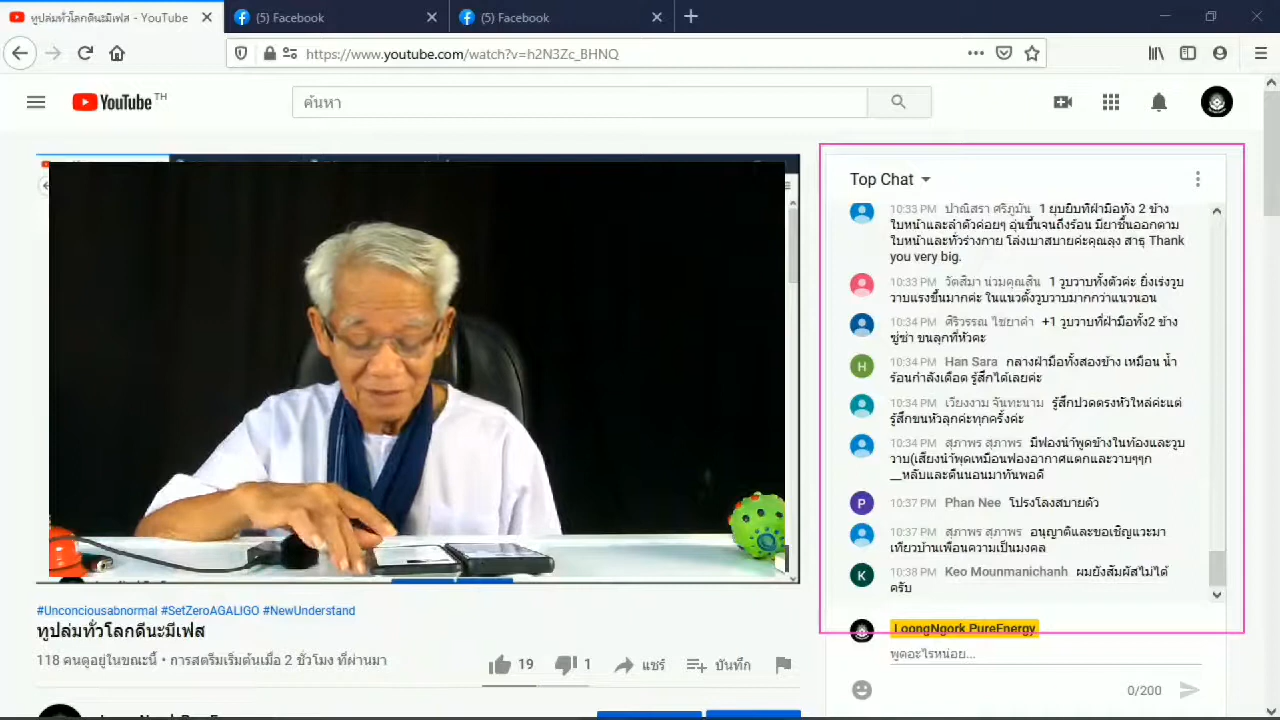 ทูปล่มทั่วโลกดีนะมีเฟส - YouTube
(5) Facebook
(5) Facebook
https://www.youtube.com/watch?v=h2N3Zc_BHNQ
YouTube TH
ค้นหา
Top Chat
10:33 PM ปาณิสรา ศรีภูมัน 1 ยุบยิบที่ฝ่ามือทั้ง 2 ข้าง
ใบหน้าและลำตัวค่อยๆ อุ่นขึ้นจนถึงร้อน มียาซึ้นออกตาม
ใบหน้าและทั่วร่างกาย โล่งเบาสบายค่ะคุณลุง สาธุ Thank
you very big.
10:33 PM วัดสิมา น่วมคุณสิน 1 วูบวาบทั้งตัวค่ะ ยิ่งเร่งวูบ
วาบแรงขึ้นมากค่ะ ในแนวตั้งวูบวาบมากกว่าแนวนอน
10:34 PM ศิริวรรณ ไชยาคำ +1 วูบวาบที่ฝ่ามือทั้ง2 ข้าง
ซู่ซ่า ขนลุกที่หัวคะ
10:34 PM Han Sara กลางฝ่ามือทั้งสองข้าง เหมือน น้ำ
ร้อนกำลังเดือด รู้สึกได้เลยค่ะ
10:34 PM เวียงงาม จันทะนาม รู้สึกปวดตรงหัวใหล่ค่ะแต่
รู้สึกขนหัวลุกค่ะทุกครั้งค่ะ
10:34 PM สุภาพร สุภาพร มีฟองน้ำพูดข้างในท้องและวูบ
วาบ(เสียงน้ำพุดเหมือนฟองอากาศแตกและวาบๆๆก
__หลับและตื่นนอนมาทันพอดี
10:37 PM Phan Nee โปร่งโล่งสบายตัว
10:37 PM สุภาพร สุภาพร อนุญาติและขอเชิญแวะมา
เที่ยวบ้านเพื่อนความเป็นมงคล
10:38 PM Keo Mounmanichanh ผมยังสัมผัสไม่ได้
ครับ
LoongNgork PureEnergy
พูดอะไรหน่อย...
0/200
#Unconciousabnormal #SetZeroAGALIGO #NewUnderstand
ทูปล่มทั่วโลกดีนะมีเฟส
118 คนดูอยู่ในขณะนี้ • การสตรีมเริ่มต้นเมื่อ 2 ชั่วโมง ที่ผ่านมา
19
1
แชร์
บันทึก